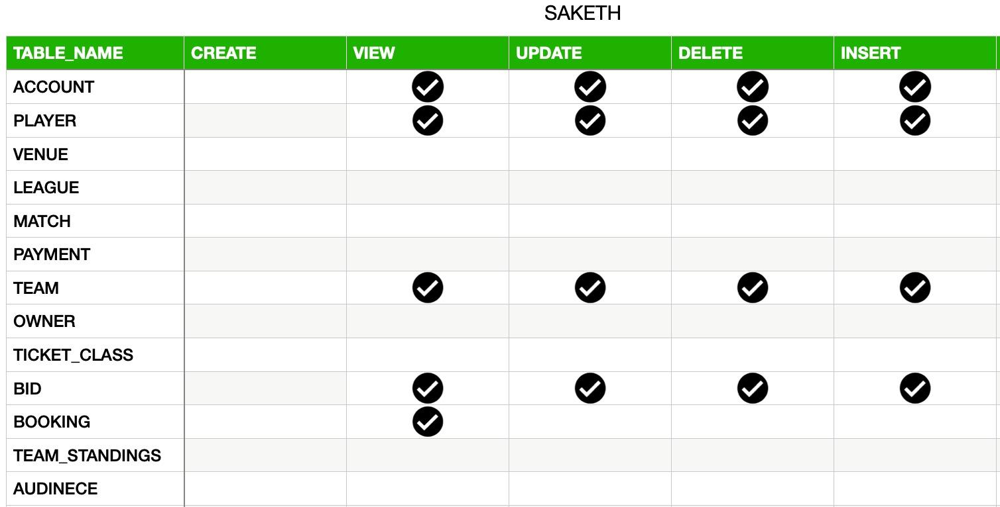 SAKETH
TABLE_NAME CREATE VIEW UPDATE DELETE INSERT
ACCOUNT
PLAYER
VENUE
LEAGUE
MATCH
PAYMENT
TEAM
OWNER
TICKET_CLASS
BID
BOOKING
TEAM_STANDINGS
AUDINECE